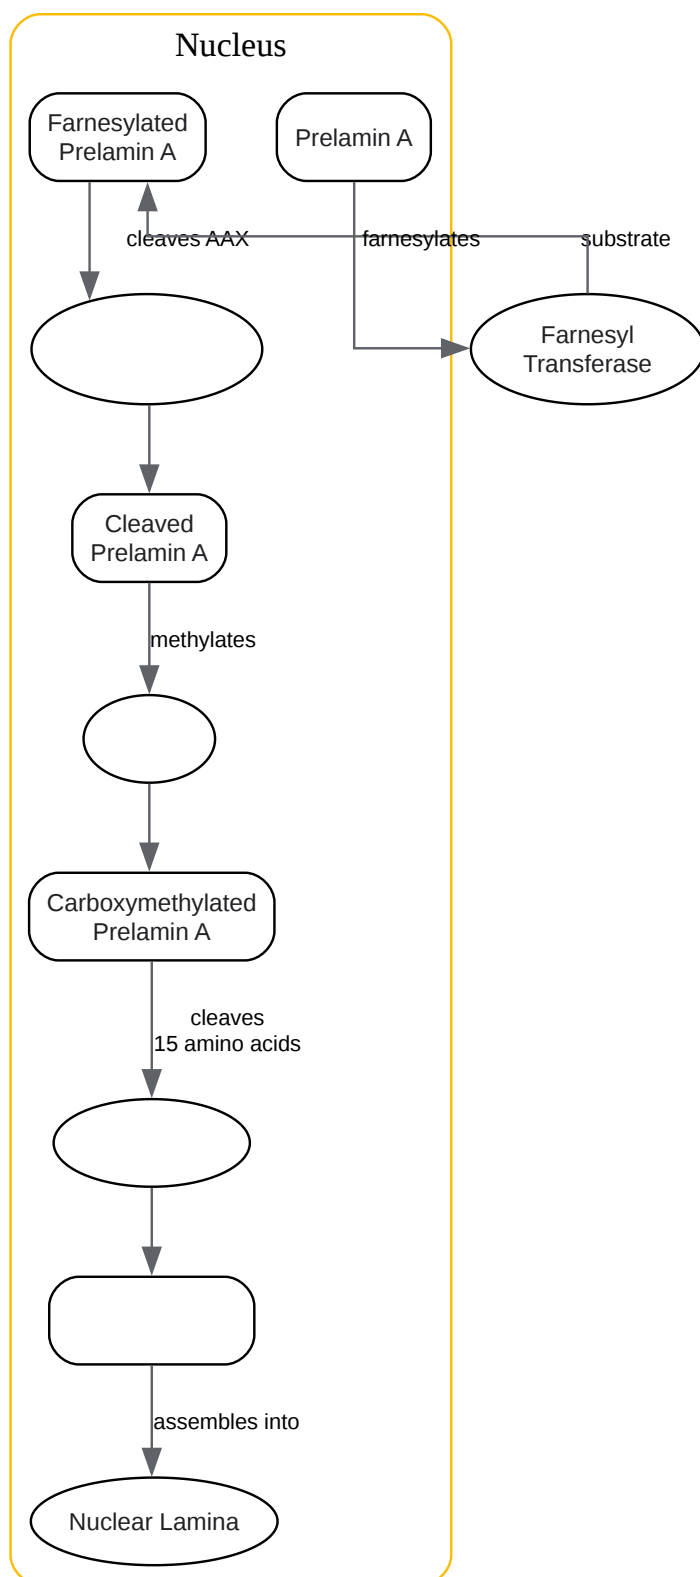 Nucleus
Farnesylated
Prelamin A
Prelamin A
cleaves AAX
farnesylates
substrate
Farnesyl
Transferase
Cleaved
Prelamin A
methylates
Carboxymethylated
Prelamin A
cleaves
15 amino acids
assembles into
Nuclear Lamina